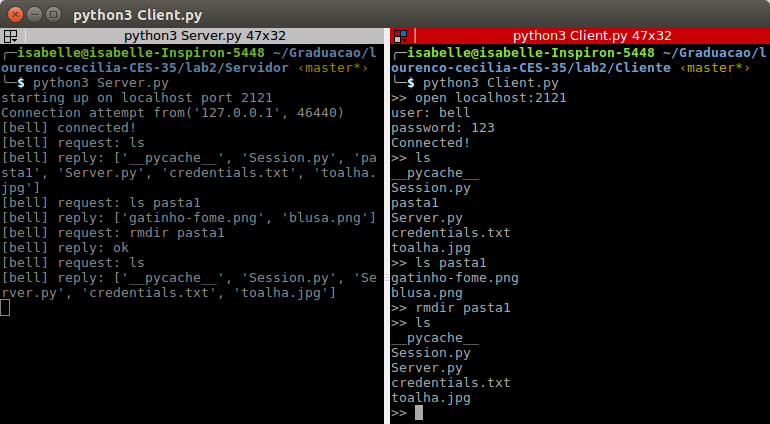 python3 Client.py
python3 Server.py 47x32
╭─isabelle@isabelle-Inspiron-5448 ~/Graduacao/l
ourenco-cecilia-CES-35/lab2/Servidor ‹master*›
╰─$ python3 Server.py
starting up on localhost port 2121
Connection attempt from('127.0.0.1', 46440)
[bell] connected!
[bell] request: ls
[bell] reply: ['__pycache__', 'Session.py', 'pa
sta1', 'Server.py', 'credentials.txt', 'toalha.
jpg']
[bell] request: ls pasta1
[bell] reply: ['gatinho-fome.png', 'blusa.png']
[bell] request: rmdir pasta1
[bell] reply: ok
[bell] request: ls
[bell] reply: ['__pycache__', 'Session.py', 'Se
rver.py', 'credentials.txt', 'toalha.jpg']
python3 Client.py 47x32
╭─isabelle@isabelle-Inspiron-5448 ~/Graduacao/l
ourenco-cecilia-CES-35/lab2/Cliente ‹master*›
╰─$ python3 Client.py
>> open localhost:2121
user: bell
password: 123
Connected!
>> ls
__pycache__
Session.py
pasta1
Server.py
credentials.txt
toalha.jpg
>> ls pasta1
gatinho-fome.png
blusa.png
>> rmdir pasta1
>> ls
__pycache__
Session.py
Server.py
credentials.txt
toalha.jpg
>>